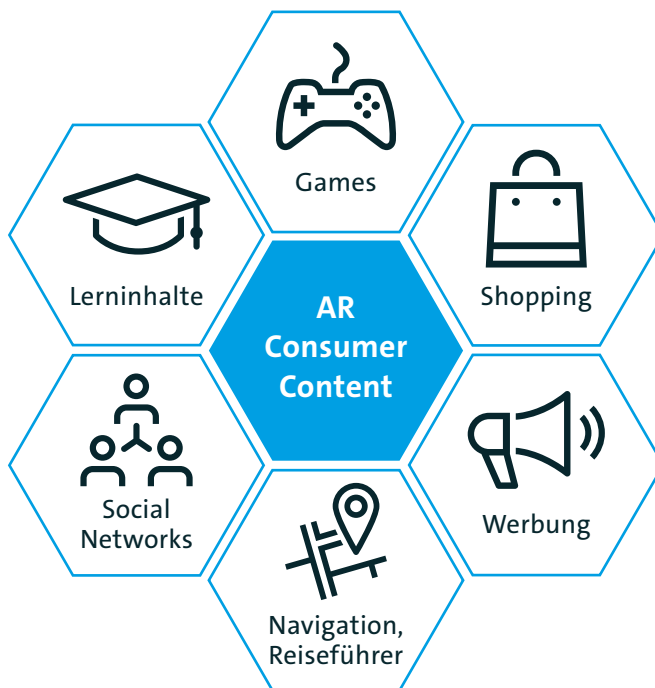 Games
Lerninhalte
Shopping
AR
Consumer
Content
Social
Networks
Werbung
Navigation,
Reiseführer